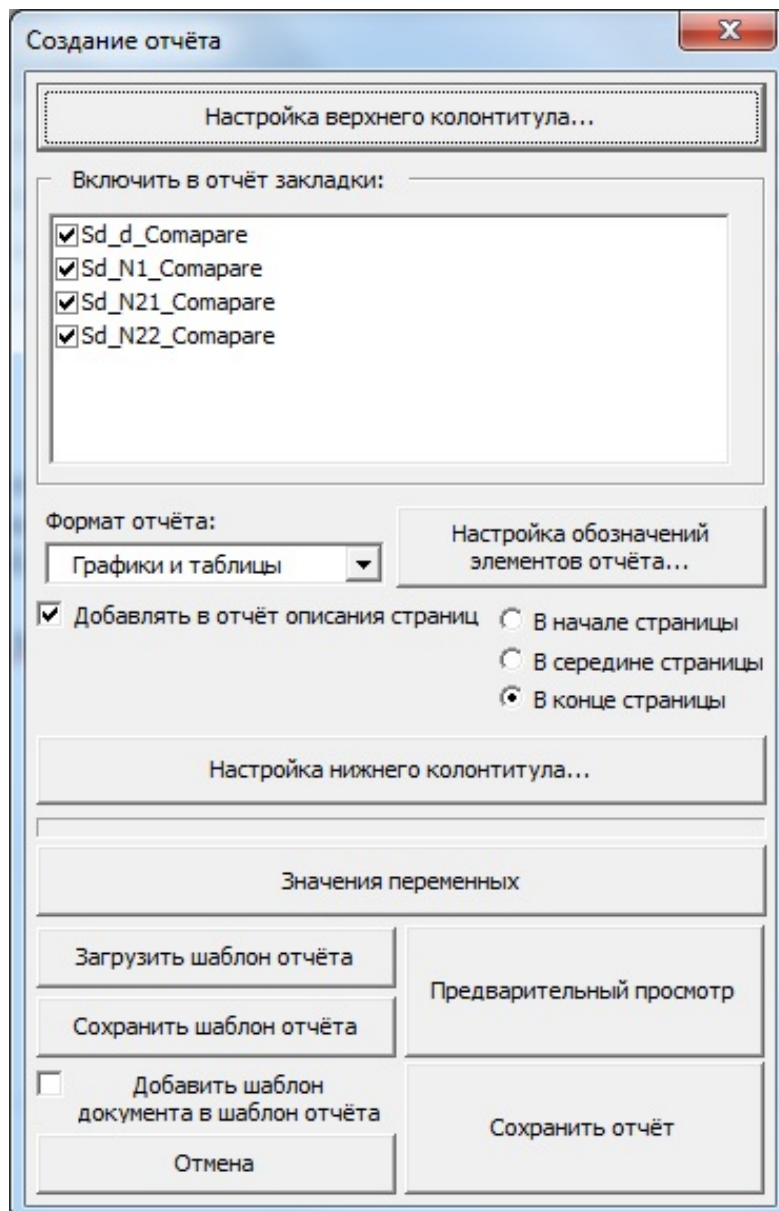 Создание отчёта
Настройка верхнего колонтитула...
Включить в отчёт закладки:
Sd_d_Comapare
Sd_N1_Comapare
Sd_N21_Comapare
Sd_N22_Comapare
Формат отчёта:
Графики и таблицы
Настройка обозначений
элементов отчёта...
Добавлять в отчёт описания страниц
В начале страницы
В середине страницы
В конце страницы
Настройка нижнего колонтитула...
Значения переменных
Загрузить шаблон отчёта
Предварительный просмотр
Сохранить шаблон отчёта
Добавить шаблон
документа в шаблон отчёта
Сохранить отчёт
Отмена